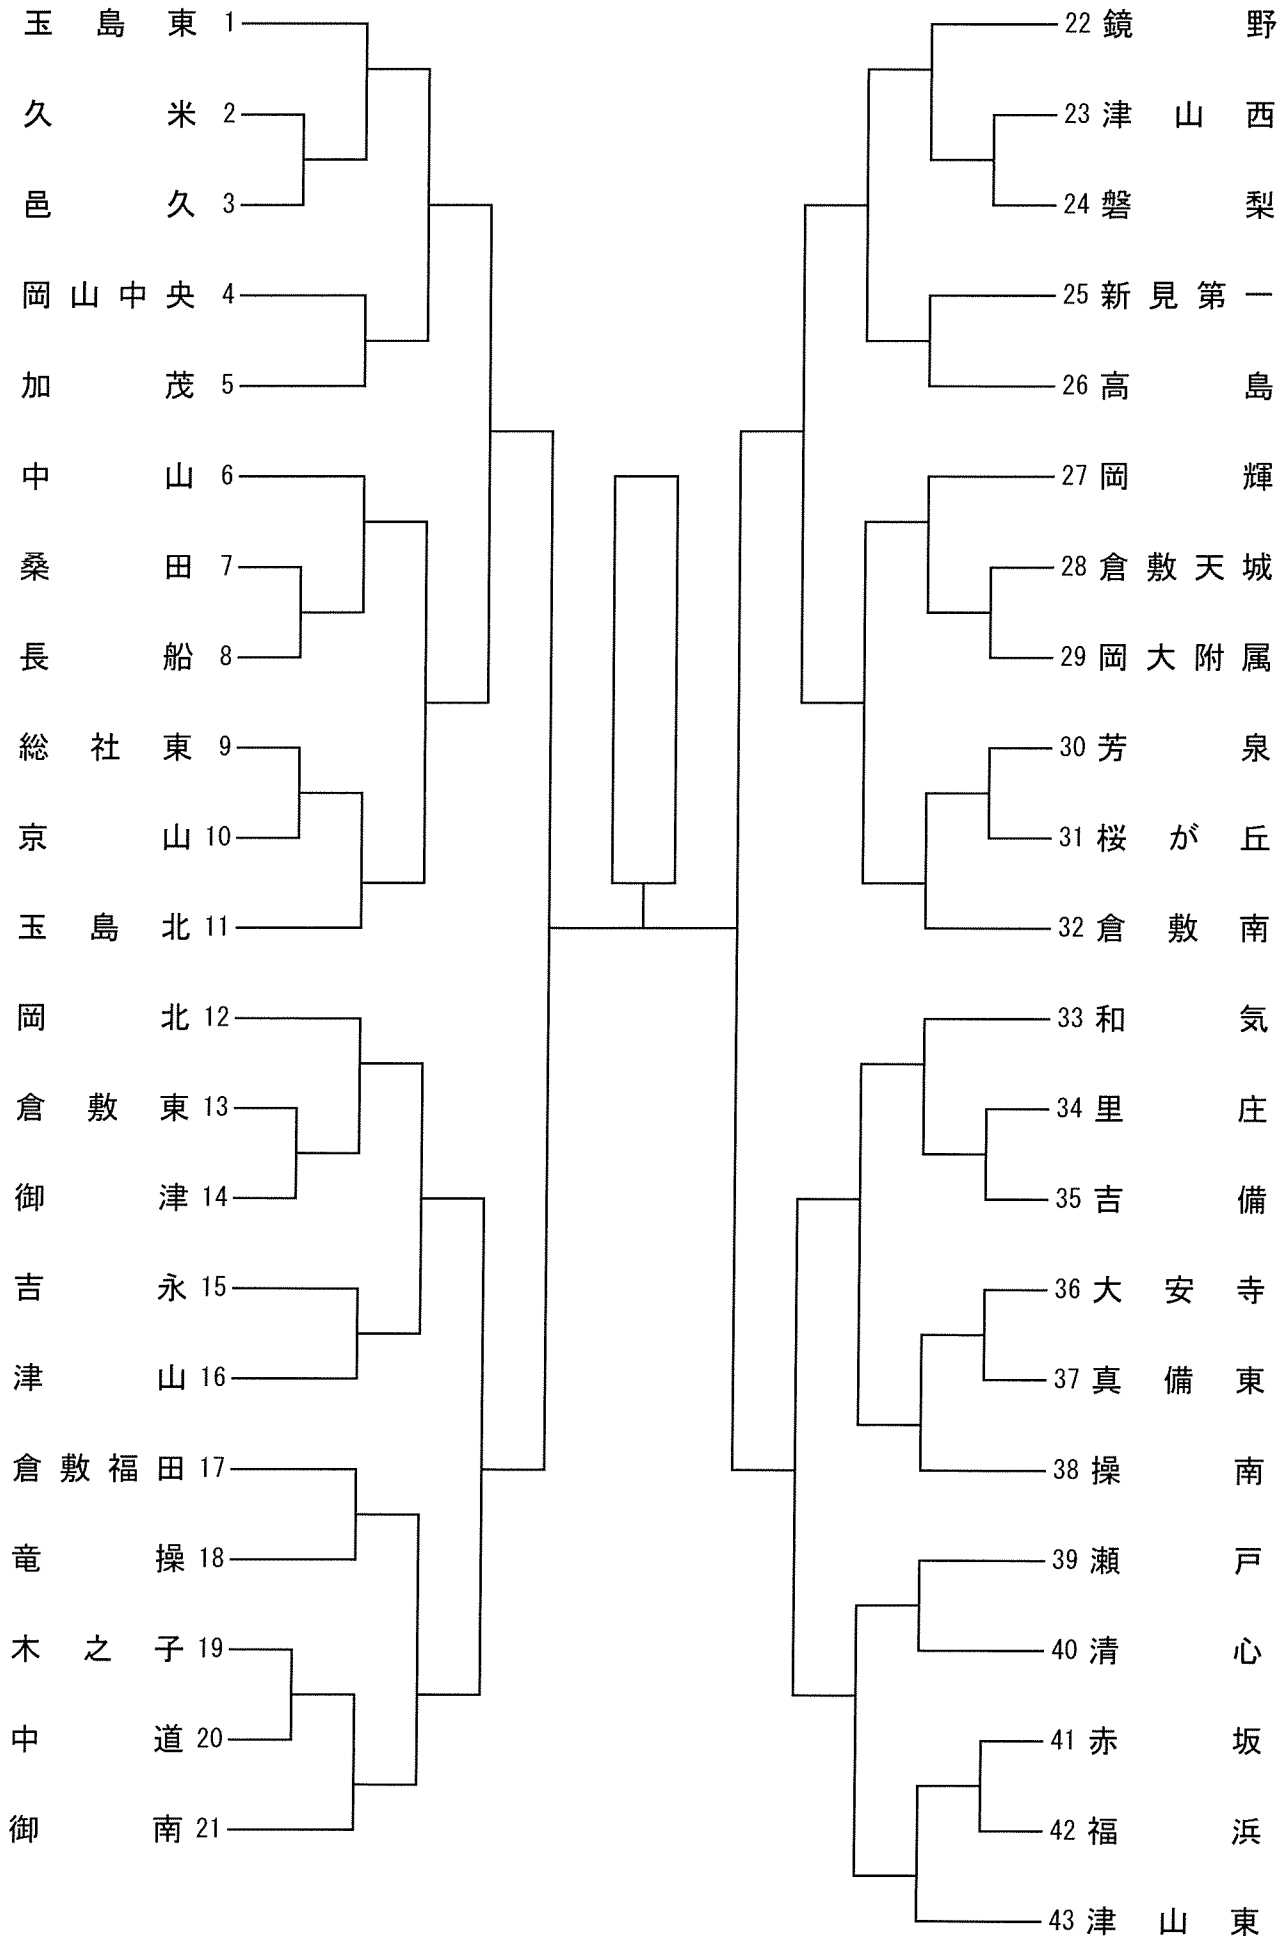 玉島東 1
久米 2
邑久 3
岡山中央 4
加茂 5
中山 6
桑田 7
長船 8
総社東 9
京山 10
玉島北 11
岡北 12
倉敷東 13
御津 14
吉永 15
津山 16
倉敷福田 17
竜操 18
木之子 19
中道 20
御南 21
22 鏡野
23 津山西
24 磐梨
25 新見第一
26 高島
27 岡輝
28 倉敷天城
29 岡大附属
30 芳泉
31 桜が丘
32 倉敷南
33 和気
34 里庄
35 吉備
36 大安寺
37 真備東
38 操南
39 瀬戸
40 清心
41 赤坂
42 福浜
43 津山東